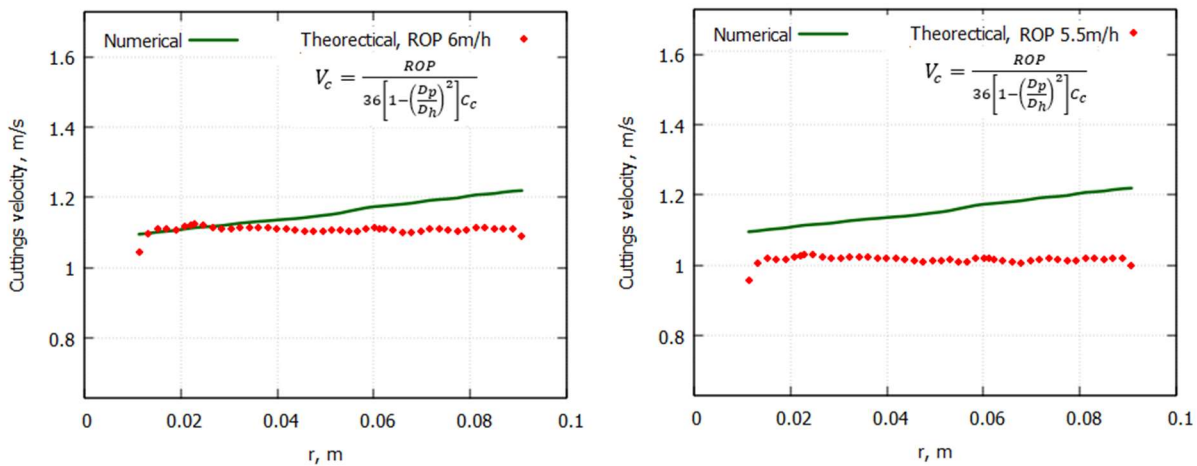 Numerical
Theorectical, ROP 6m/h
V_c = ROP / 36[1-(D_p/D_h)^2]C_c
1.6
1.4
1.2
1
0.8
Cuttings velocity, m/s
0
0.02
0.04
0.06
0.08
0.1
r, m
Numerical
Theorectical, ROP 5.5m/h
V_c = ROP / 36[1-(D_p/D_h)^2]C_c
1.6
1.4
1.2
1
0.8
Cuttings velocity, m/s
0
0.02
0.04
0.06
0.08
0.1
r, m